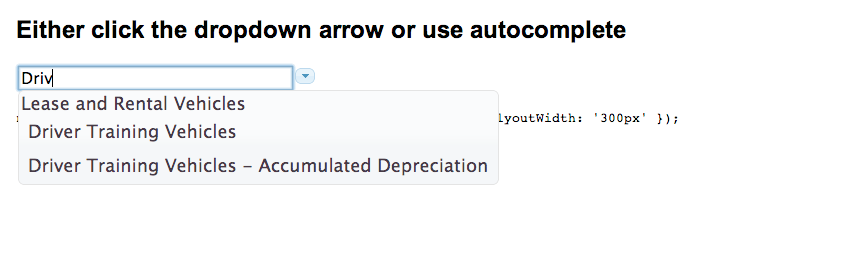 Either click the dropdown arrow or use autocomplete
Driv
Lease and Rental Vehicles
Driver Training Vehicles
lyoutWidth: '300px' });
Driver Training Vehicles – Accumulated Depreciation